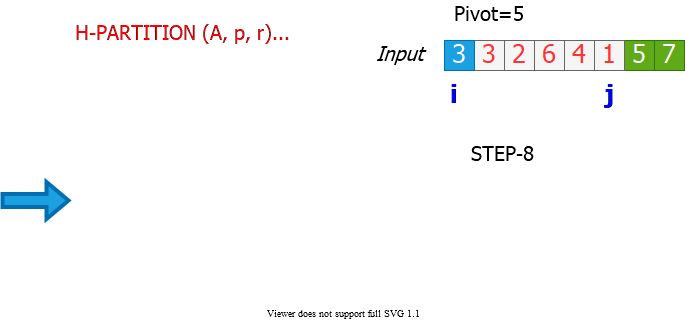 Pivot=5
H-PARTITION (A, p, r)...
Input 3 3 2 6 4 1 5 7
i j
STEP-8
Viewer does not support full SVG 1.1